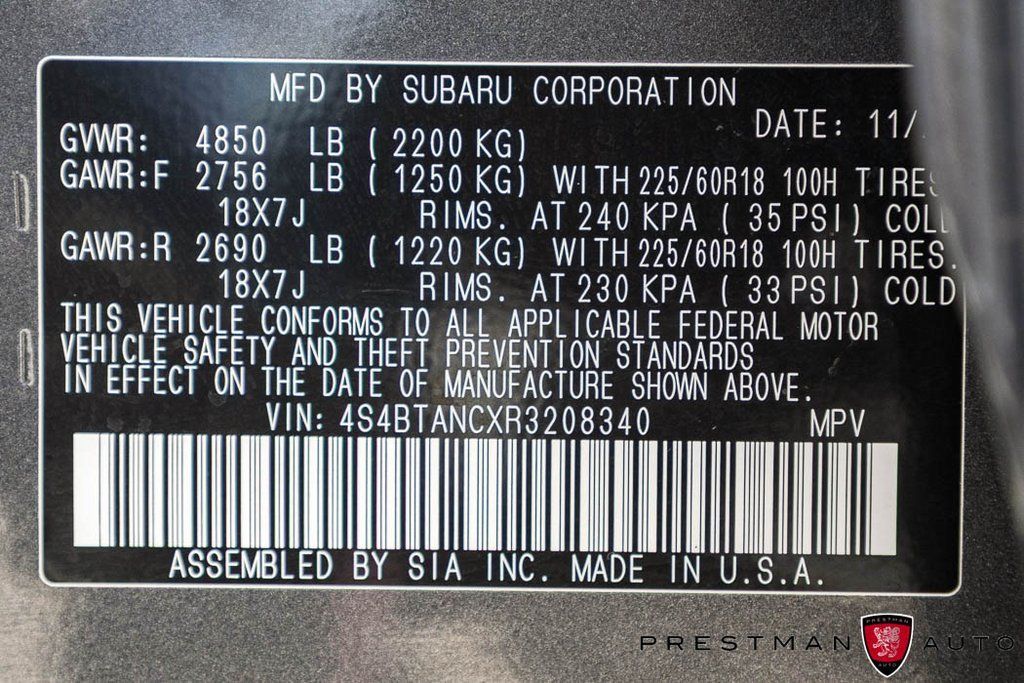 MFD BY SUBARU CORPORATION
DATE: 11/
GVWR: 4850 LB ( 2200 KG)
GAWR:F 2756 LB ( 1250 KG) WITH 225/60R18 100H TIRES
18X7J RIMS. AT 240 KPA ( 35 PSI) COLD
GAWR:R 2690 LB ( 1220 KG) WITH 225/60R18 100H TIRES.
18X7J RIMS. AT 230 KPA ( 33 PSI) COLD
THIS VEHICLE CONFORMS TO ALL APPLICABLE FEDERAL MOTOR
VEHICLE SAFETY AND THEFT PREVENTION STANDARDS
IN EFFECT ON THE DATE OF MANUFACTURE SHOWN ABOVE.
VIN: 4S4BTANCXR3208340 MPV
ASSEMBLED BY SIA INC. MADE IN U.S.A.
PRESTMAN AUTO
PRESTMAN
AUTO